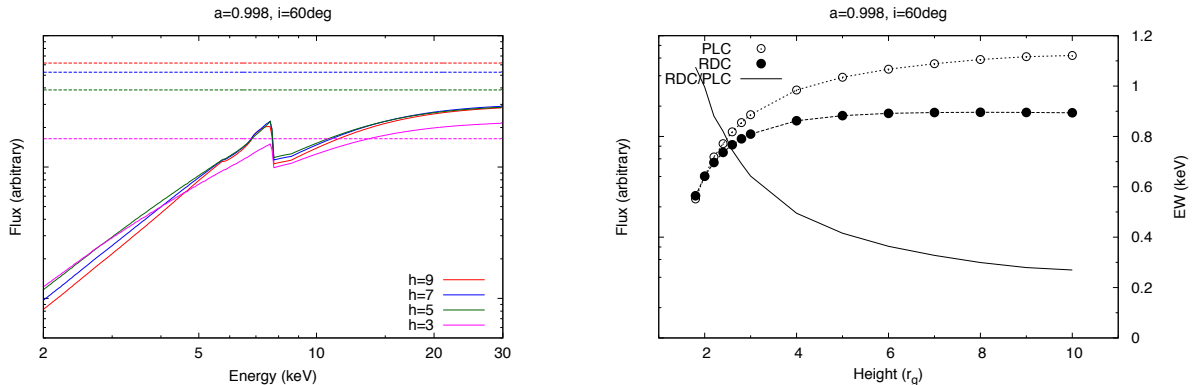 a=0.998, i=60deg
Flux (arbitrary)
h=9
h=7
h=5
h=3
2
5
10
20
30
Energy (keV)
a=0.998, i=60deg
PLC
RDC
RDC/PLC
Flux (arbitrary)
1.2
1
0.8
0.6
0.4
0.2
0
EW (keV)
2
4
6
8
10
Height (rg)